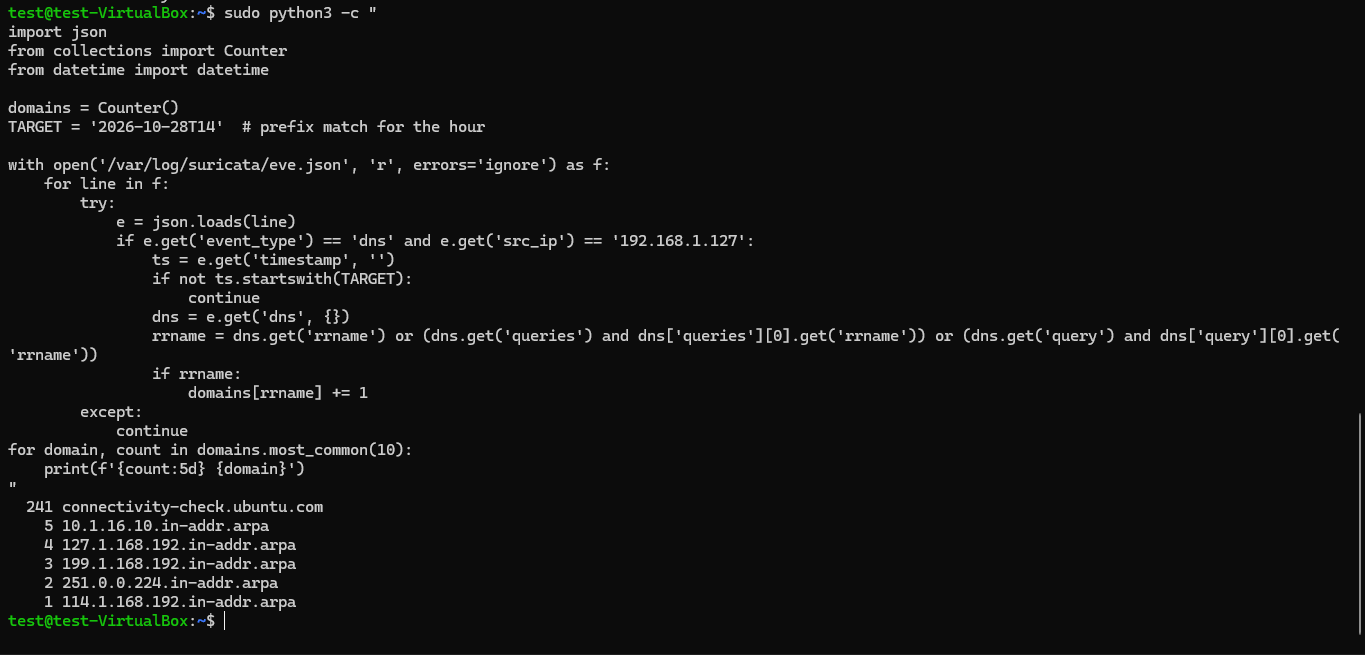 test@test-VirtualBox:~$ sudo python3 -c "
import json
from collections import Counter
from datetime import datetime

domains = Counter()
TARGET = '2026-10-28T14'  # prefix match for the hour

with open('/var/log/suricata/eve.json', 'r', errors='ignore') as f:
    for line in f:
        try:
            e = json.loads(line)
            if e.get('event_type') == 'dns' and e.get('src_ip') == '192.168.1.127':
                ts = e.get('timestamp', '')
                if not ts.startswith(TARGET):
                    continue
                dns = e.get('dns', {})
                rrname = dns.get('rrname') or (dns.get('queries') and dns['queries'][0].get('rrname')) or (dns.get('query') and dns['query'][0].get(
'rrname'))
                if rrname:
                    domains[rrname] += 1
        except:
            continue
for domain, count in domains.most_common(10):
    print(f'{count:5d} {domain}')
"
  241 connectivity-check.ubuntu.com
    5 10.1.16.10.in-addr.arpa
    4 127.1.168.192.in-addr.arpa
    3 199.1.168.192.in-addr.arpa
    2 251.0.0.224.in-addr.arpa
    1 114.1.168.192.in-addr.arpa
test@test-VirtualBox:~$